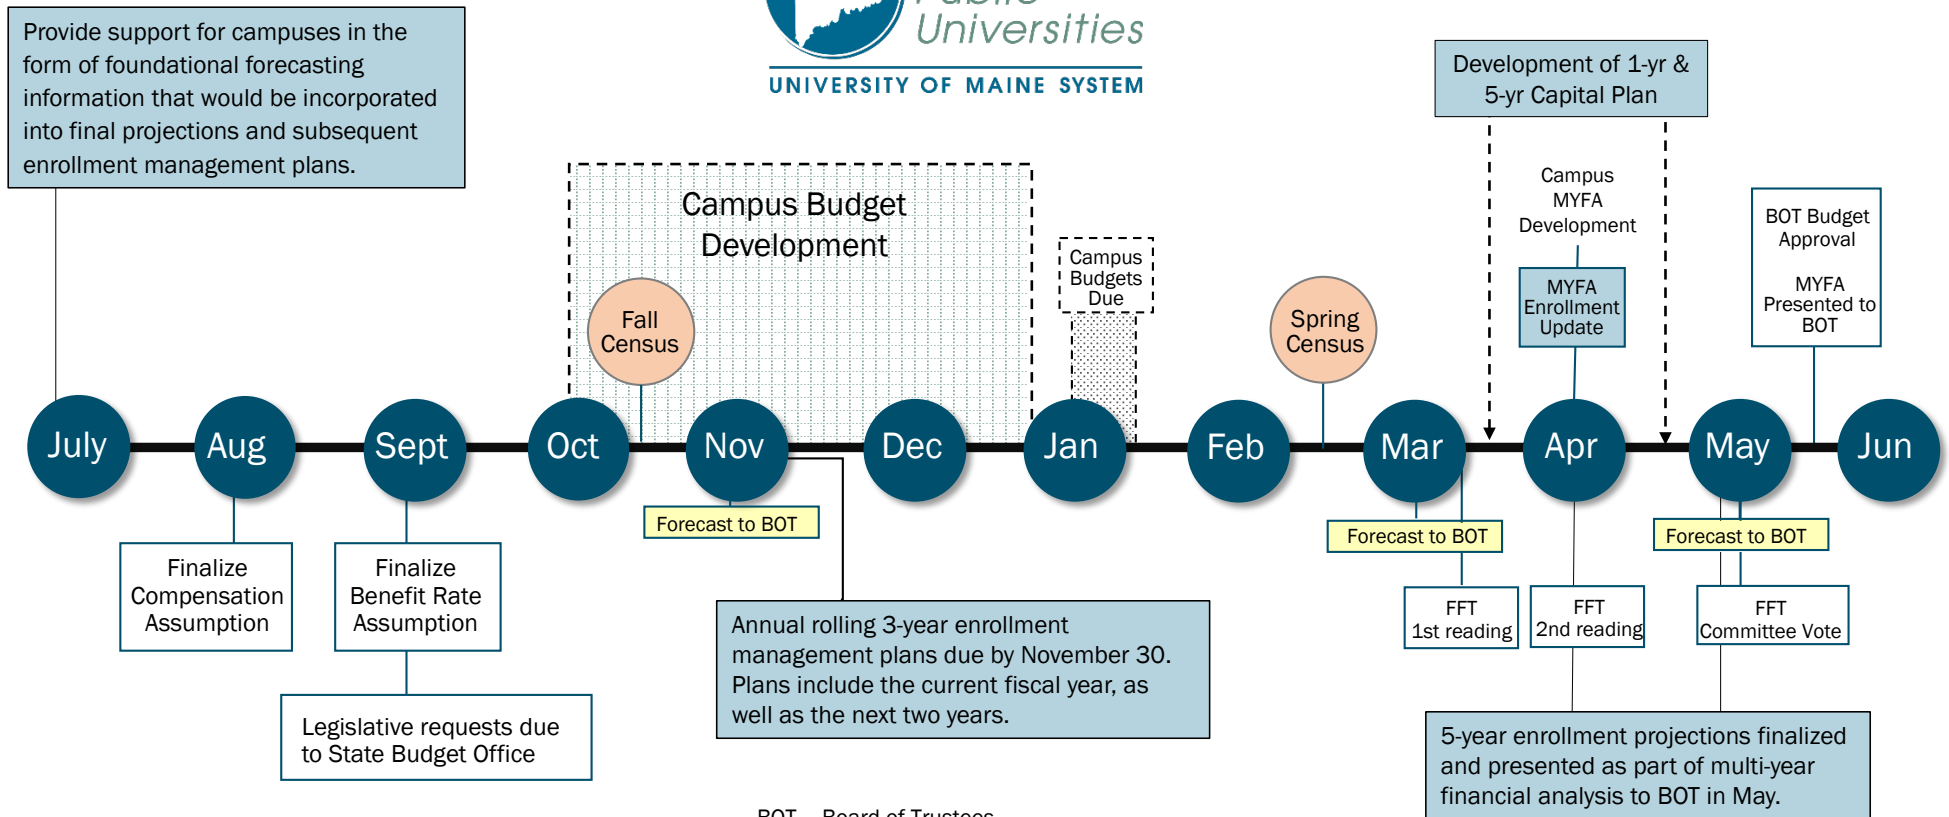 Provide support for campuses in the
form of foundational forecasting
information that would be incorporated
into final projections and subsequent
enrollment management plans.
Universities
UNIVERSITY OF MAINE SYSTEM
Development of 1-yr &
5-yr Capital Plan
Campus Budget
Development
Fall
Census
Campus
Budgets
Due
Spring
Census
Campus
MYFA
Development
MYFA
Enrollment
Update
BOT Budget
Approval
MYFA
Presented to
BOT
July
Aug
Sept
Oct
Nov
Dec
Jan
Feb
Mar
Apr
May
Jun
Finalize
Compensation
Assumption
Finalize
Benefit Rate
Assumption
Legislative requests due
to State Budget Office
Forecast to BOT
Annual rolling 3-year enrollment
management plans due by November 30.
Plans include the current fiscal year, as
well as the next two years.
Forecast to BOT
FFT
1st reading
FFT
2nd reading
Forecast to BOT
FFT
Committee Vote
5-year enrollment projections finalized
and presented as part of multi-year
financial analysis to BOT in May.
BOT Board of Trustees